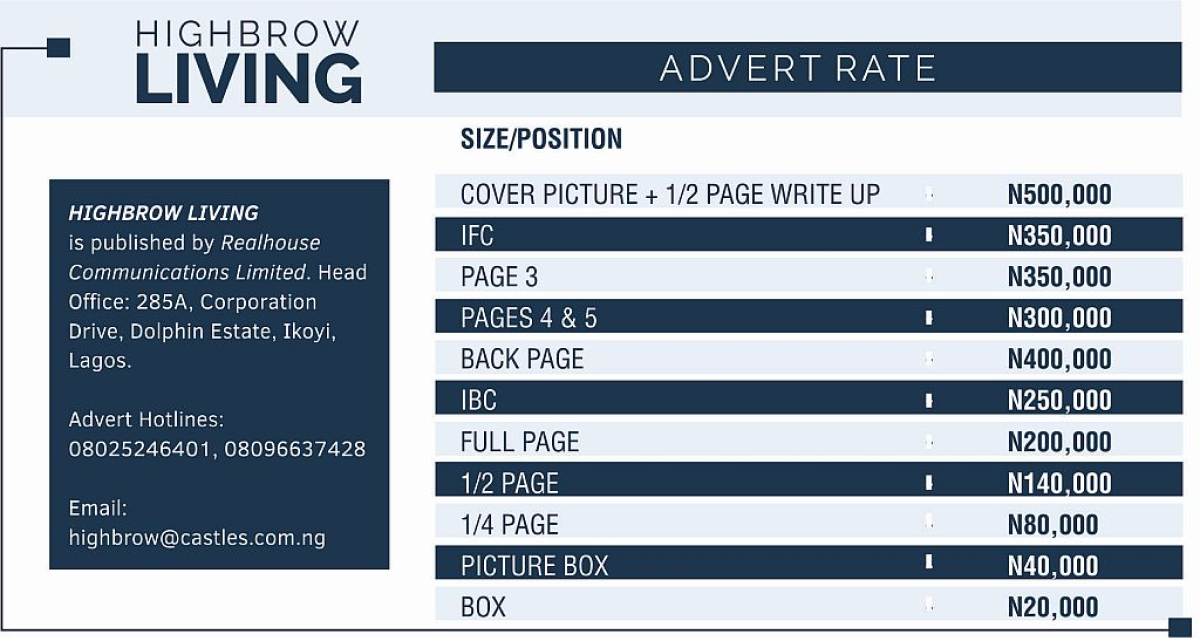 HIGHBROW
LIVING
ADVERT RATE
HIGHBROW LIVING
is published by Realhouse
Communications Limited. Head
Office: 285A, Corporation
Drive, Dolphin Estate, Ikoyi,
Lagos.
Advert Hotlines:
08025246401, 08096637428
Email:
highbrow@castles.com.ng
SIZE/POSITION
COVER PICTURE + 1/2 PAGE WRITE UP N500,000
IFC N350,000
PAGE 3 N350,000
PAGES 4 & 5 N300,000
BACK PAGE N400,000
IBC N250,000
FULL PAGE N200,000
1/2 PAGE N140,000
1/4 PAGE N80,000
PICTURE BOX N40,000
BOX N20,000